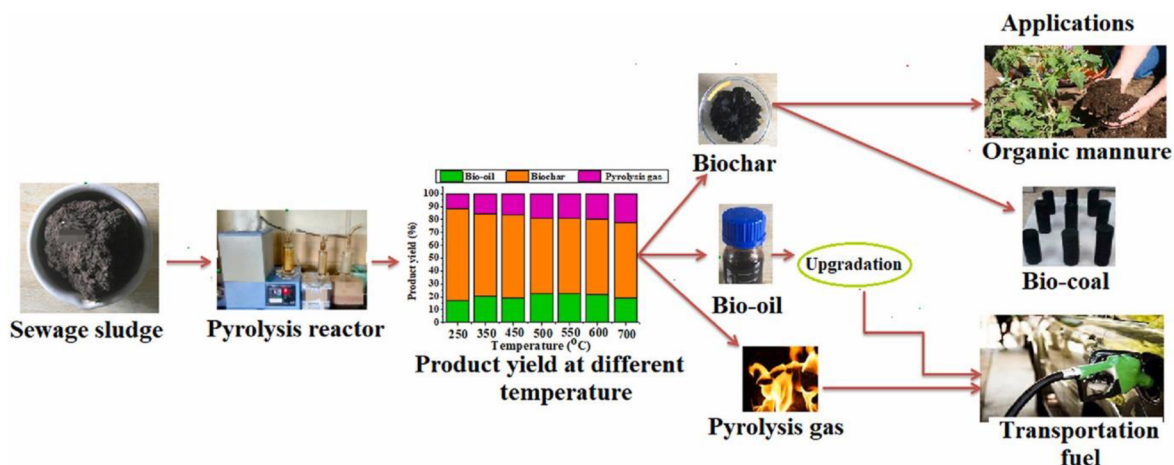 Applications
Organic mannure
Biochar
Bio-oil
Biochar
Pyrolysis gas
Product yield (%)
100
90
80
70
60
50
40
30
20
10
0
250 350 450 500 550 600 700
Temperature (°C)
Product yield at different
temperature
Sewage sludge
Pyrolysis reactor
Bio-oil
Upgradation
Bio-coal
Pyrolysis gas
Transportation
fuel